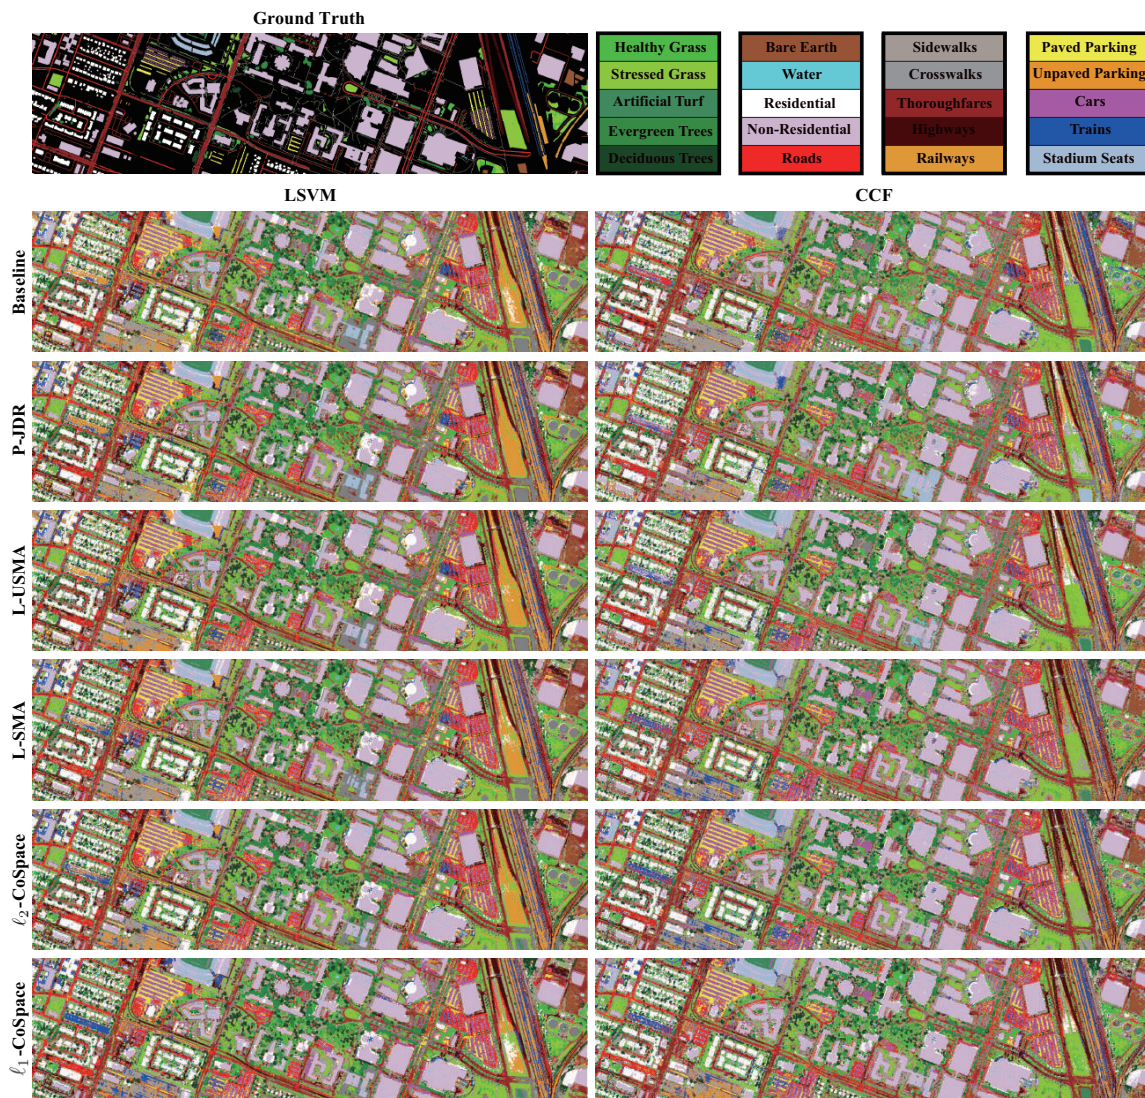 Ground Truth
Healthy Grass
Stressed Grass
Artificial Turf
Evergreen Trees
Deciduous Trees
Bare Earth
Water
Residential
Non-Residential
Roads
Sidewalks
Crosswalks
Thoroughfares
Highways
Railways
Paved Parking
Unpaved Parking
Cars
Trains
Stadium Seats
LSVM
CCF
Baseline
P-JDR
L-USMA
L-SMA
ℓ₂-CoSpace
ℓ₁-CoSpace